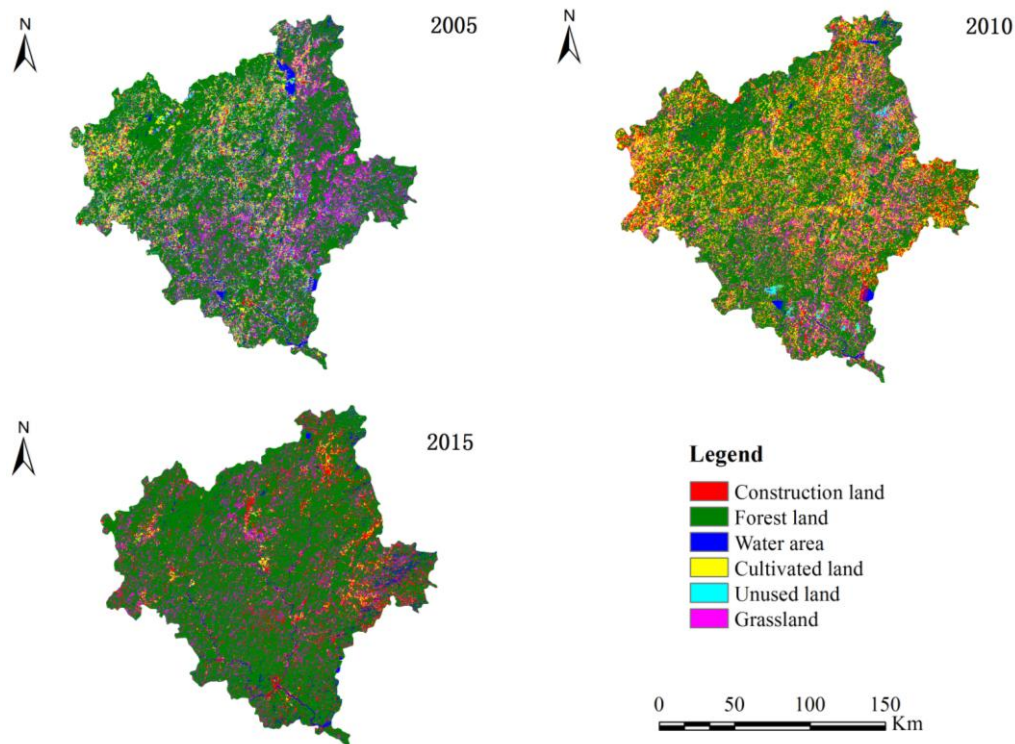 N
2005
N
2010
N
2015
Legend
Construction land
Forest land
Water area
Cultivated land
Unused land
Grassland
0 50 100 150
Km